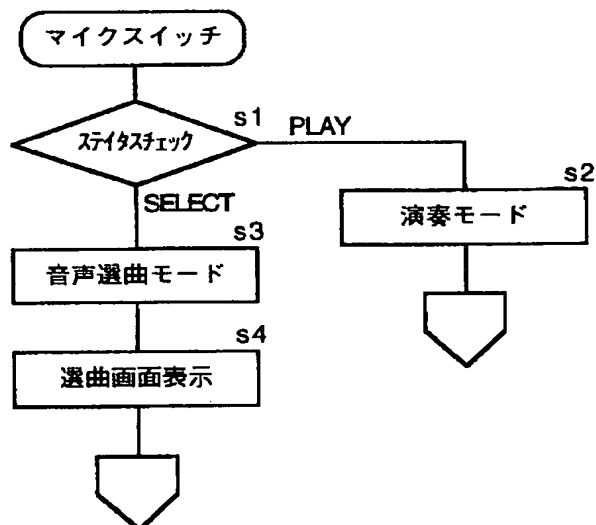 マイクスイッチ
s1
ステイタスチェック
PLAY
s2
演奏モード
SELECT
s3
音声選曲モード
s4
選曲画面表示